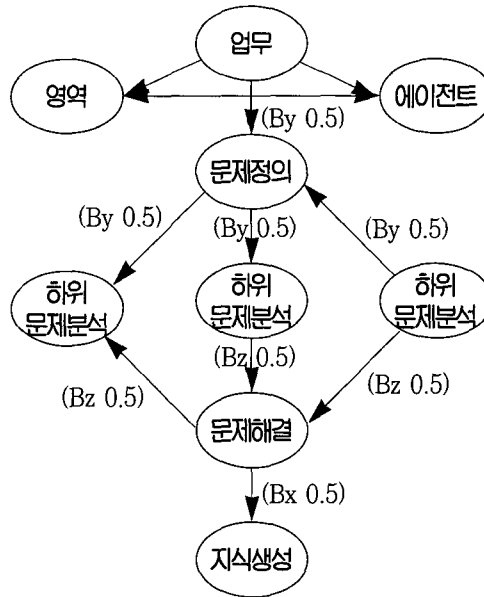 업무
영역
에이전트
(By 0.5)
문제정의
(By 0.5)
(By 0.5)
(By 0.5)
하위
문제분석
하위
문제분석
하위
문제분석
(Bz 0.5)
(Bz 0.5)
(Bz 0.5)
문제해결
(Bx 0.5)
지식생성